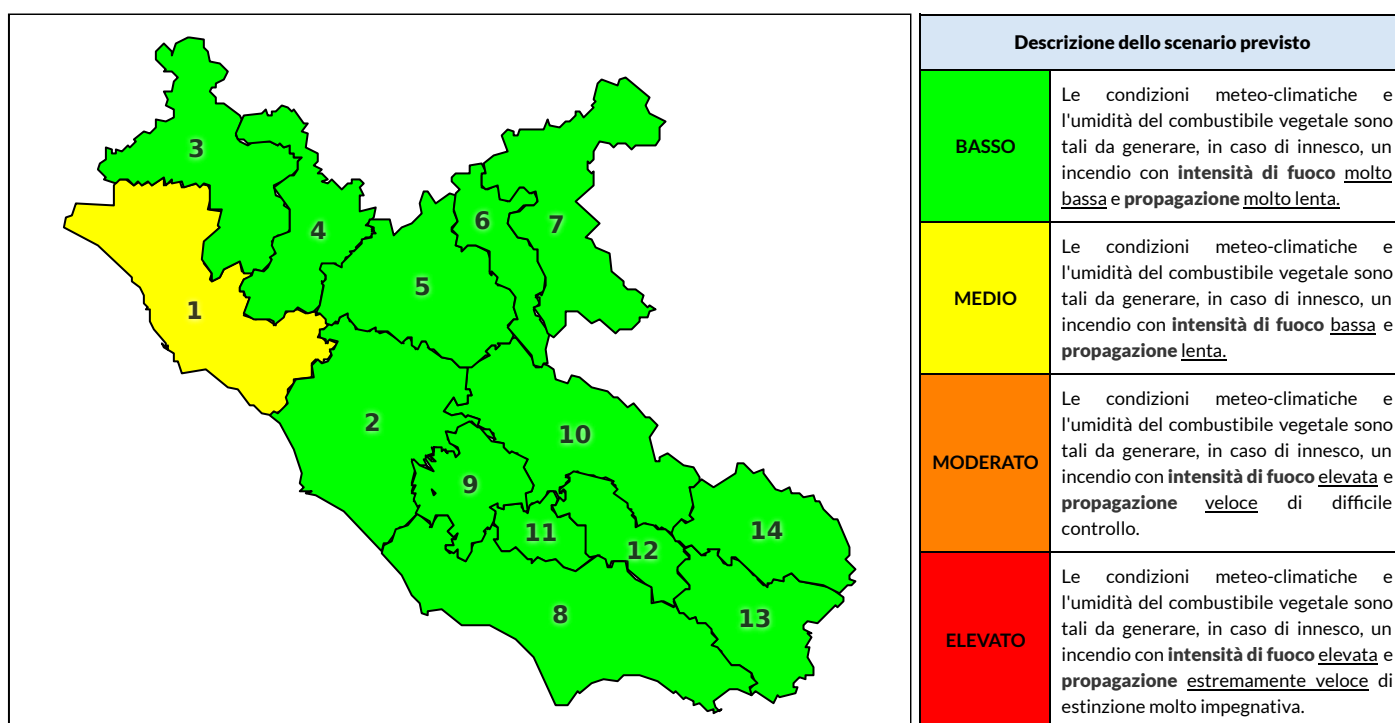 3
4
6
7
5
1
2
10
9
11
12
14
8
13
Descrizione dello scenario previsto
BASSO
Le condizioni meteo-climatiche e
l'umidità del combustibile vegetale sono
tali da generare, in caso di innesco, un
incendio con intensità di fuoco molto
bassa e propagazione molto lenta.
MEDIO
Le condizioni meteo-climatiche e
l'umidità del combustibile vegetale sono
tali da generare, in caso di innesco, un
incendio con intensità di fuoco bassa e
propagazione lenta.
MODERATO
Le condizioni meteo-climatiche e
l'umidità del combustibile vegetale sono
tali da generare, in caso di innesco, un
incendio con intensità di fuoco elevata e
propagazione veloce di difficile
controllo.
ELEVATO
Le condizioni meteo-climatiche e
l'umidità del combustibile vegetale sono
tali da generare, in caso di innesco, un
incendio con intensità di fuoco elevata e
propagazione estremamente veloce di
estinzione molto impegnativa.